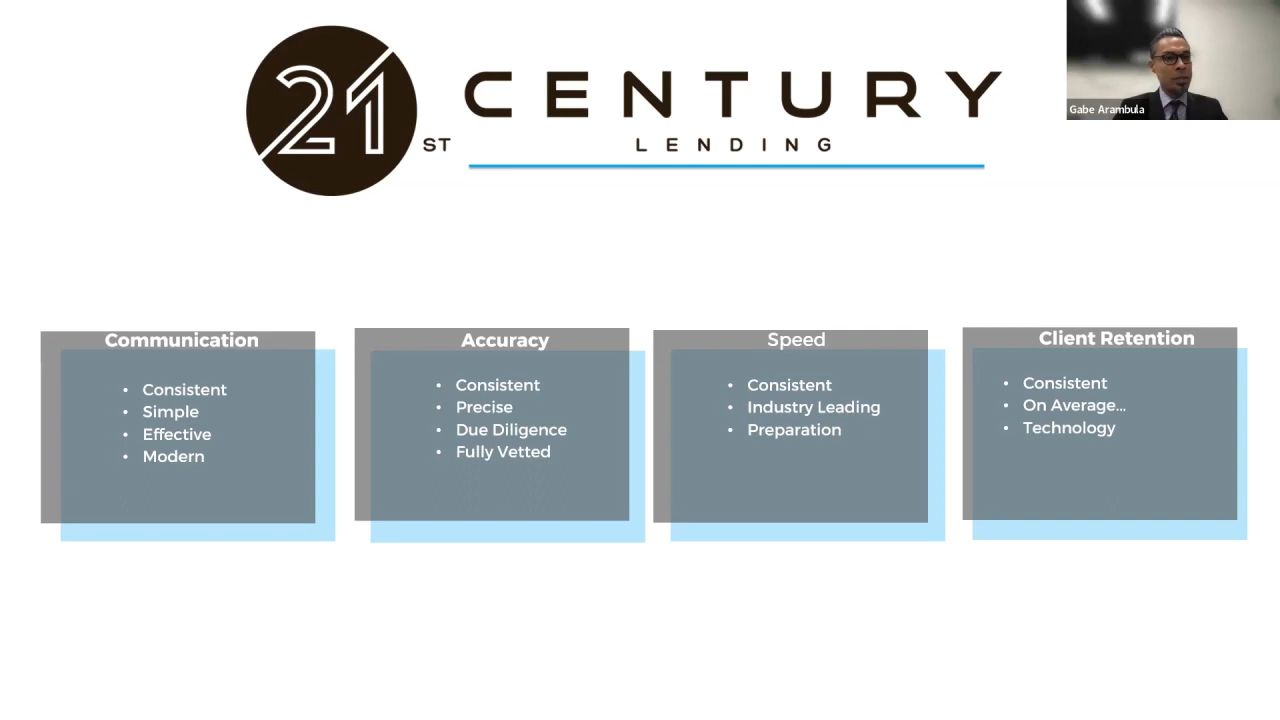 21
ST
CENTURY
LENDING
Gabe Arambula
Communication
• Consistent
• Simple
• Effective
• Modern
Accuracy
• Consistent
• Precise
• Due Diligence
• Fully Vetted
Speed
• Consistent
• Industry Leading
• Preparation
Client Retention
• Consistent
• On Average...
• Technology